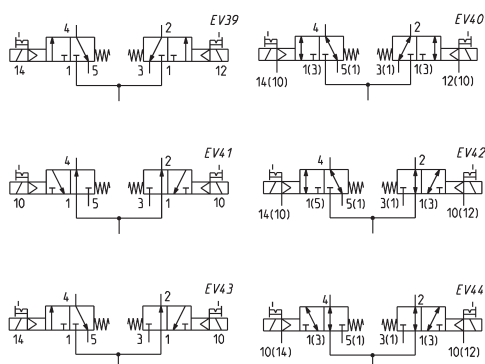 4 2 EV39
14 1 5 3 1 12
4 2 EV40
14(10) 1(3) 5(1) 3(1) 1(3) 12(10)
4 2 EV41
10 1 5 3 1 10
4 2 EV42
14(10) 1(5) 5(1) 3(1) 1(3) 10(12)
4 2 EV43
14 1 5 3 1 10
4 2 EV44
10(14) 1(3) 5(1) 3(1) 1(3) 10(12)